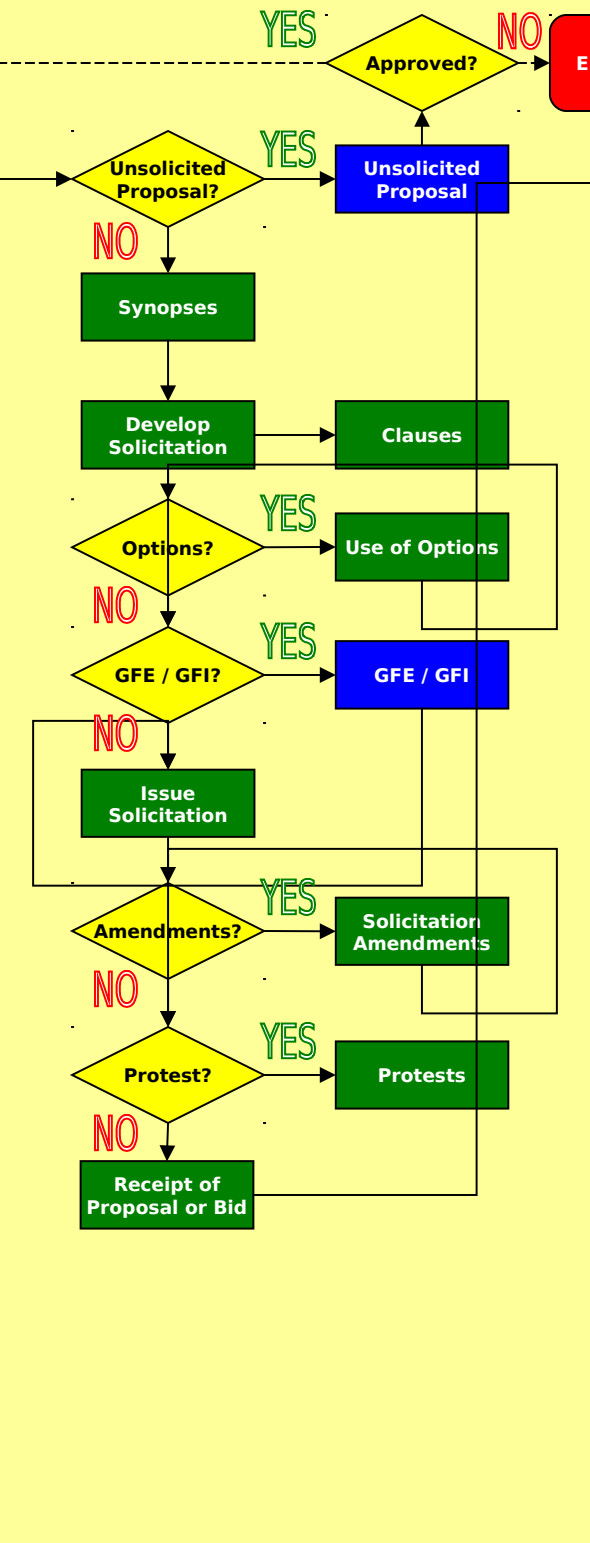 YES
NO
Approved?
E
Unsolicited
Proposal?
YES
Unsolicited
Proposal
NO
Synopses
Develop
Solicitation
Clauses
Options?
YES
Use of Options
NO
GFE / GFI?
YES
GFE / GFI
NO
Issue
Solicitation
Amendments?
YES
Solicitation
Amendments
NO
Protest?
YES
Protests
NO
Receipt of
Proposal or Bid